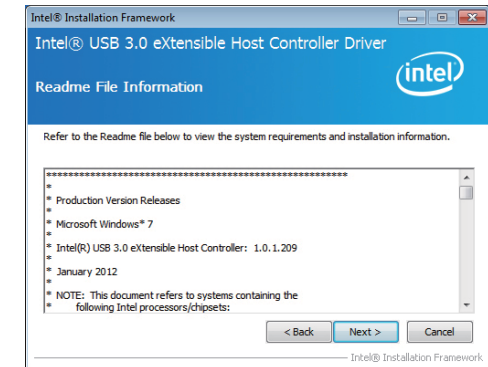 Intel® Installation Framework
Intel® USB 3.0 eXtensible Host Controller Driver
Readme File Information
intel
Refer to the Readme file below to view the system requirements and installation information.
*******************************************************
*
* Production Version Releases
*
* Microsoft Windows* 7
*
* Intel(R) USB 3.0 eXtensible Host Controller: 1.0.1.209
*
* January 2012
*
* NOTE: This document refers to systems containing the
* following Intel processors/chipsets:
< Back Next > Cancel
Intel® Installation Framework